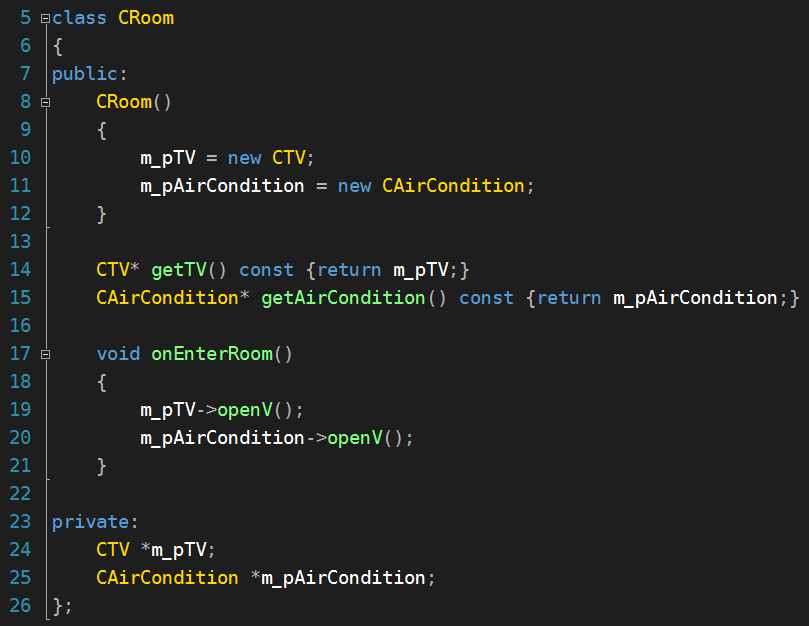 5 class CRoom
6 {
7 public:
8     CRoom()
9     {
10         m_pTV = new CTV;
11         m_pAirCondition = new CAirCondition;
12     }
13
14     CTV* getTV() const {return m_pTV;}
15     CAirCondition* getAirCondition() const {return m_pAirCondition;}
16
17     void onEnterRoom()
18     {
19         m_pTV->openV();
20         m_pAirCondition->openV();
21     }
22
23 private:
24     CTV *m_pTV;
25     CAirCondition *m_pAirCondition;
26 };